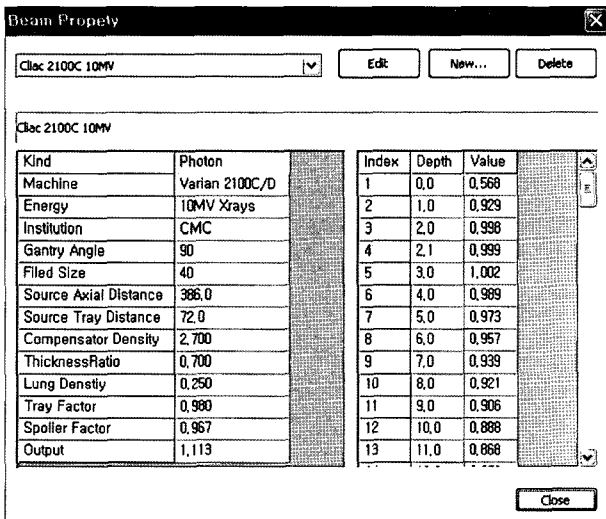 Beam Propety
Cliac 2100C 10MV
Edit
New...
Delete
Cliac 2100C 10MV
Kind Photon
Machine Varian 2100C/D
Energy 10MV Xrays
Institution CMC
Gantry Angle 90
Filed Size 40
Source Axial Distance 386,0
Source Tray Distance 72,0
Compensator Density 2,700
ThicknessRatio 0,700
Lung Denstiy 0,250
Tray Factor 0,980
Spoiler Factor 0,967
Output 1,113
Index Depth Value
1 0,0 0,568
2 1,0 0,929
3 2,0 0,998
4 2,1 0,999
5 3,0 1,002
6 4,0 0,989
7 5,0 0,973
8 6,0 0,957
9 7,0 0,939
10 8,0 0,921
11 9,0 0,906
12 10,0 0,888
13 11,0 0,868
Close